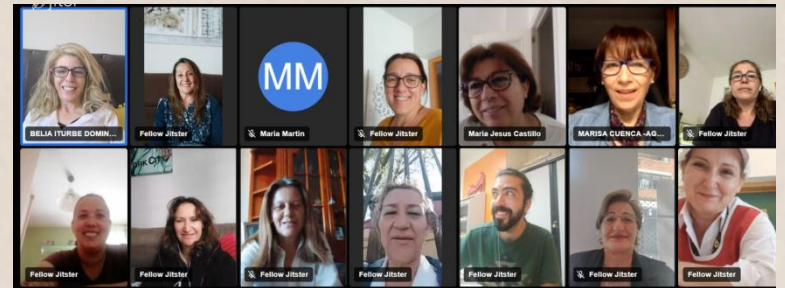 BELIA ITURBE DOMIN...
Fellow Jitster
MM
Maria Martin
Fellow Jitster
Maria Jesus Castillo
MARISA CUENCA -AG...
Fellow Jitster
Fellow Jitster
Fellow Jitster
Fellow Jitster
Fellow Jitster
Fellow Jitster
Fellow Jitster
Fellow Jitster